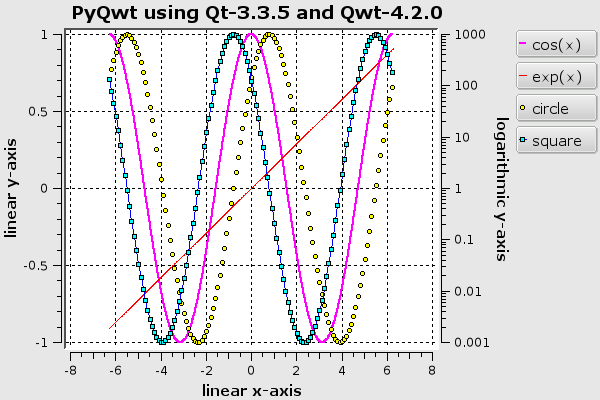 PyQwt using Qt-3.3.5 and Qwt-4.2.0
1
0.5
0
-0.5
-1
linear y-axis
1000
100
10
1
0.1
0.01
0.001
logarithmic y-axis
cos(x)
exp(x)
circle
square
-8 -6 -4 -2 0 2 4 6 8
linear x-axis